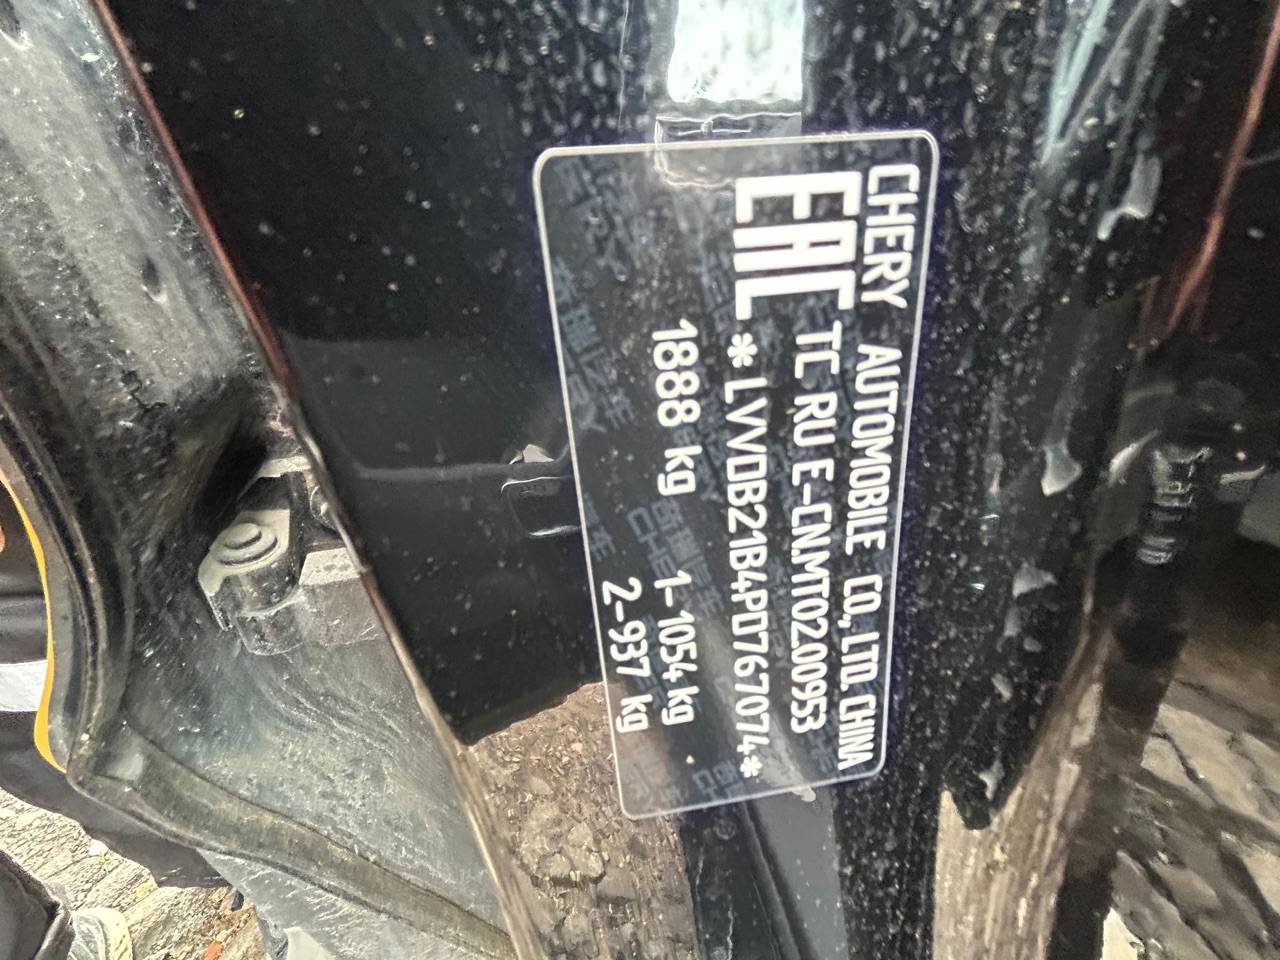 CHERY AUTOMOBILE CO., LTD. CHINA
EAC TC RU E-CN.MT02.00953
*LVVDB21B4PD767074*
1888 kg 1-1054 kg
2-937 kg